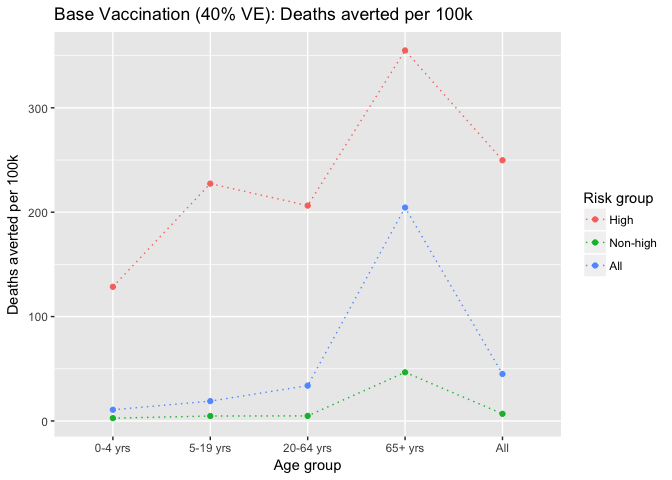 Base Vaccination (40% VE): Deaths averted per 100k
Deaths averted per 100k
300
200
100
0
0-4 yrs
5-19 yrs
20-64 yrs
65+ yrs
All
Age group
Risk group
High
Non-high
All